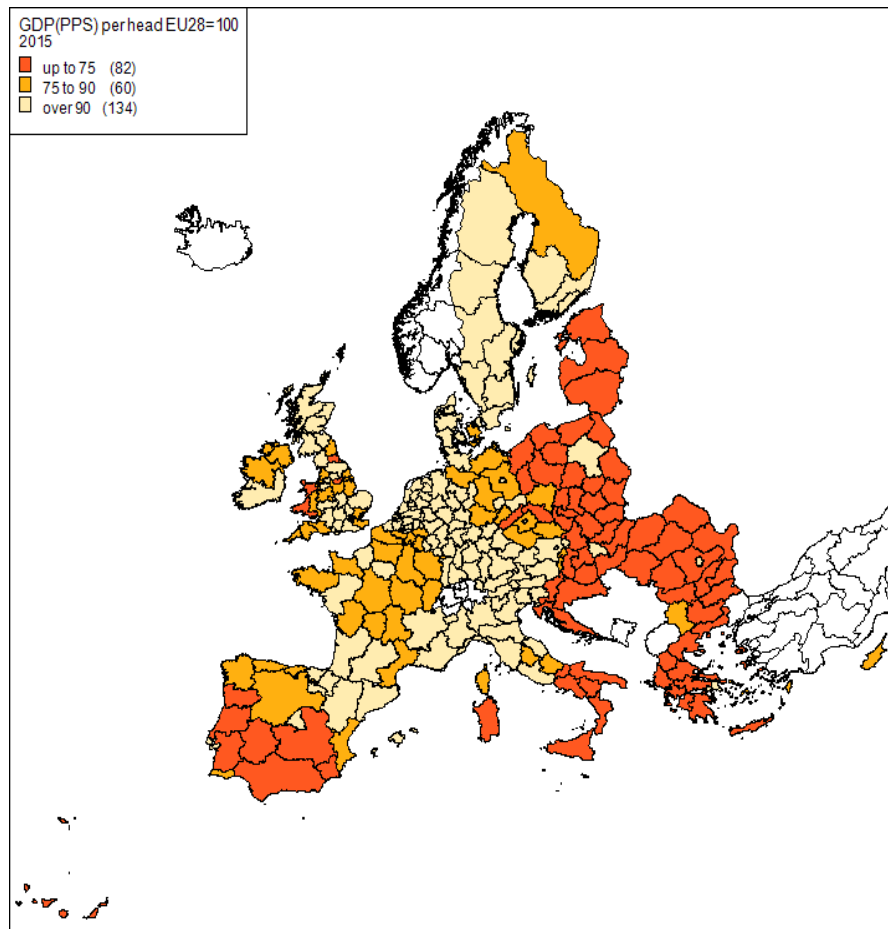 GDP(PPS) per head EU28=100
2015
up to 75 (82)
75 to 90 (60)
over 90 (134)